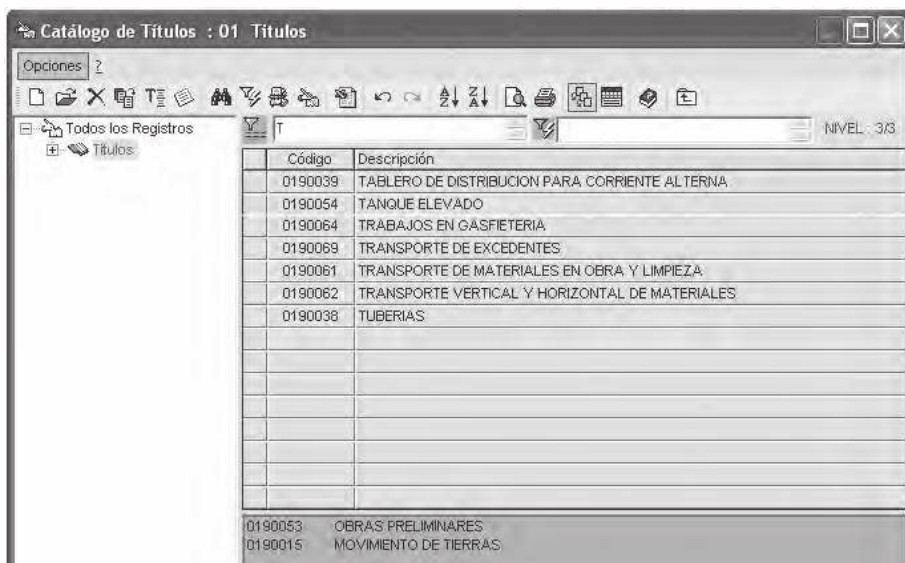 Catálogo de Títulos : 01 Titulos
Opciones ?
Todos los Registros
Títulos
T
NIVEL : 3/3
Código Descripción
0190039 TABLERO DE DISTRIBUCION PARA CORRIENTE ALTERNA
0190054 TANQUE ELEVADO
0190064 TRABAJOS EN GASFIETERIA
0190069 TRANSPORTE DE EXCEDENTES
0190061 TRANSPORTE DE MATERIALES EN OBRA Y LIMPIEZA
0190062 TRANSPORTE VERTICAL Y HORIZONTAL DE MATERIALES
0190038 TUBERIAS
0190053 OBRAS PRELIMINARES
0190015 MOVIMIENTO DE TIERRAS